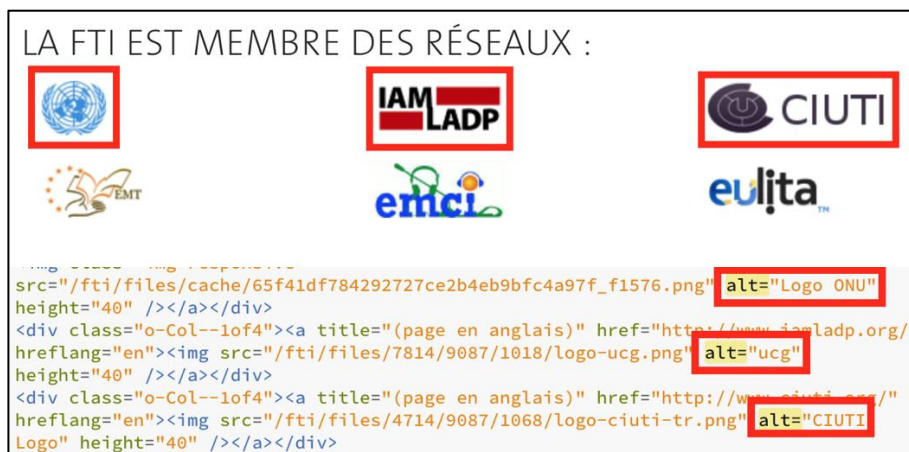 LA FTI EST MEMBRE DES RÉSEAUX :
IAM LADP CIUTI
EMT emci eulita™
src="/fti/files/cache/65f41df784292727ce2b4eb9bfc4a97f_f1576.png" alt="Logo ONU"
height="40" /></a></div>
<div class="o-Col--1of4"><a title="(page en anglais)" href="http://www.iamladp.org/
hreflang="en"><img src="/fti/files/7814/9087/1018/logo-ucg.png" alt="ucg"
height="40" /></a></div>
<div class="o-Col--1of4"><a title="(page en anglais)" href="http://www.ciuti.org/"
hreflang="en"><img src="/fti/files/4714/9087/1068/logo-ciuti-tr.png" alt="CIUTI
Logo" height="40" /></a></div>